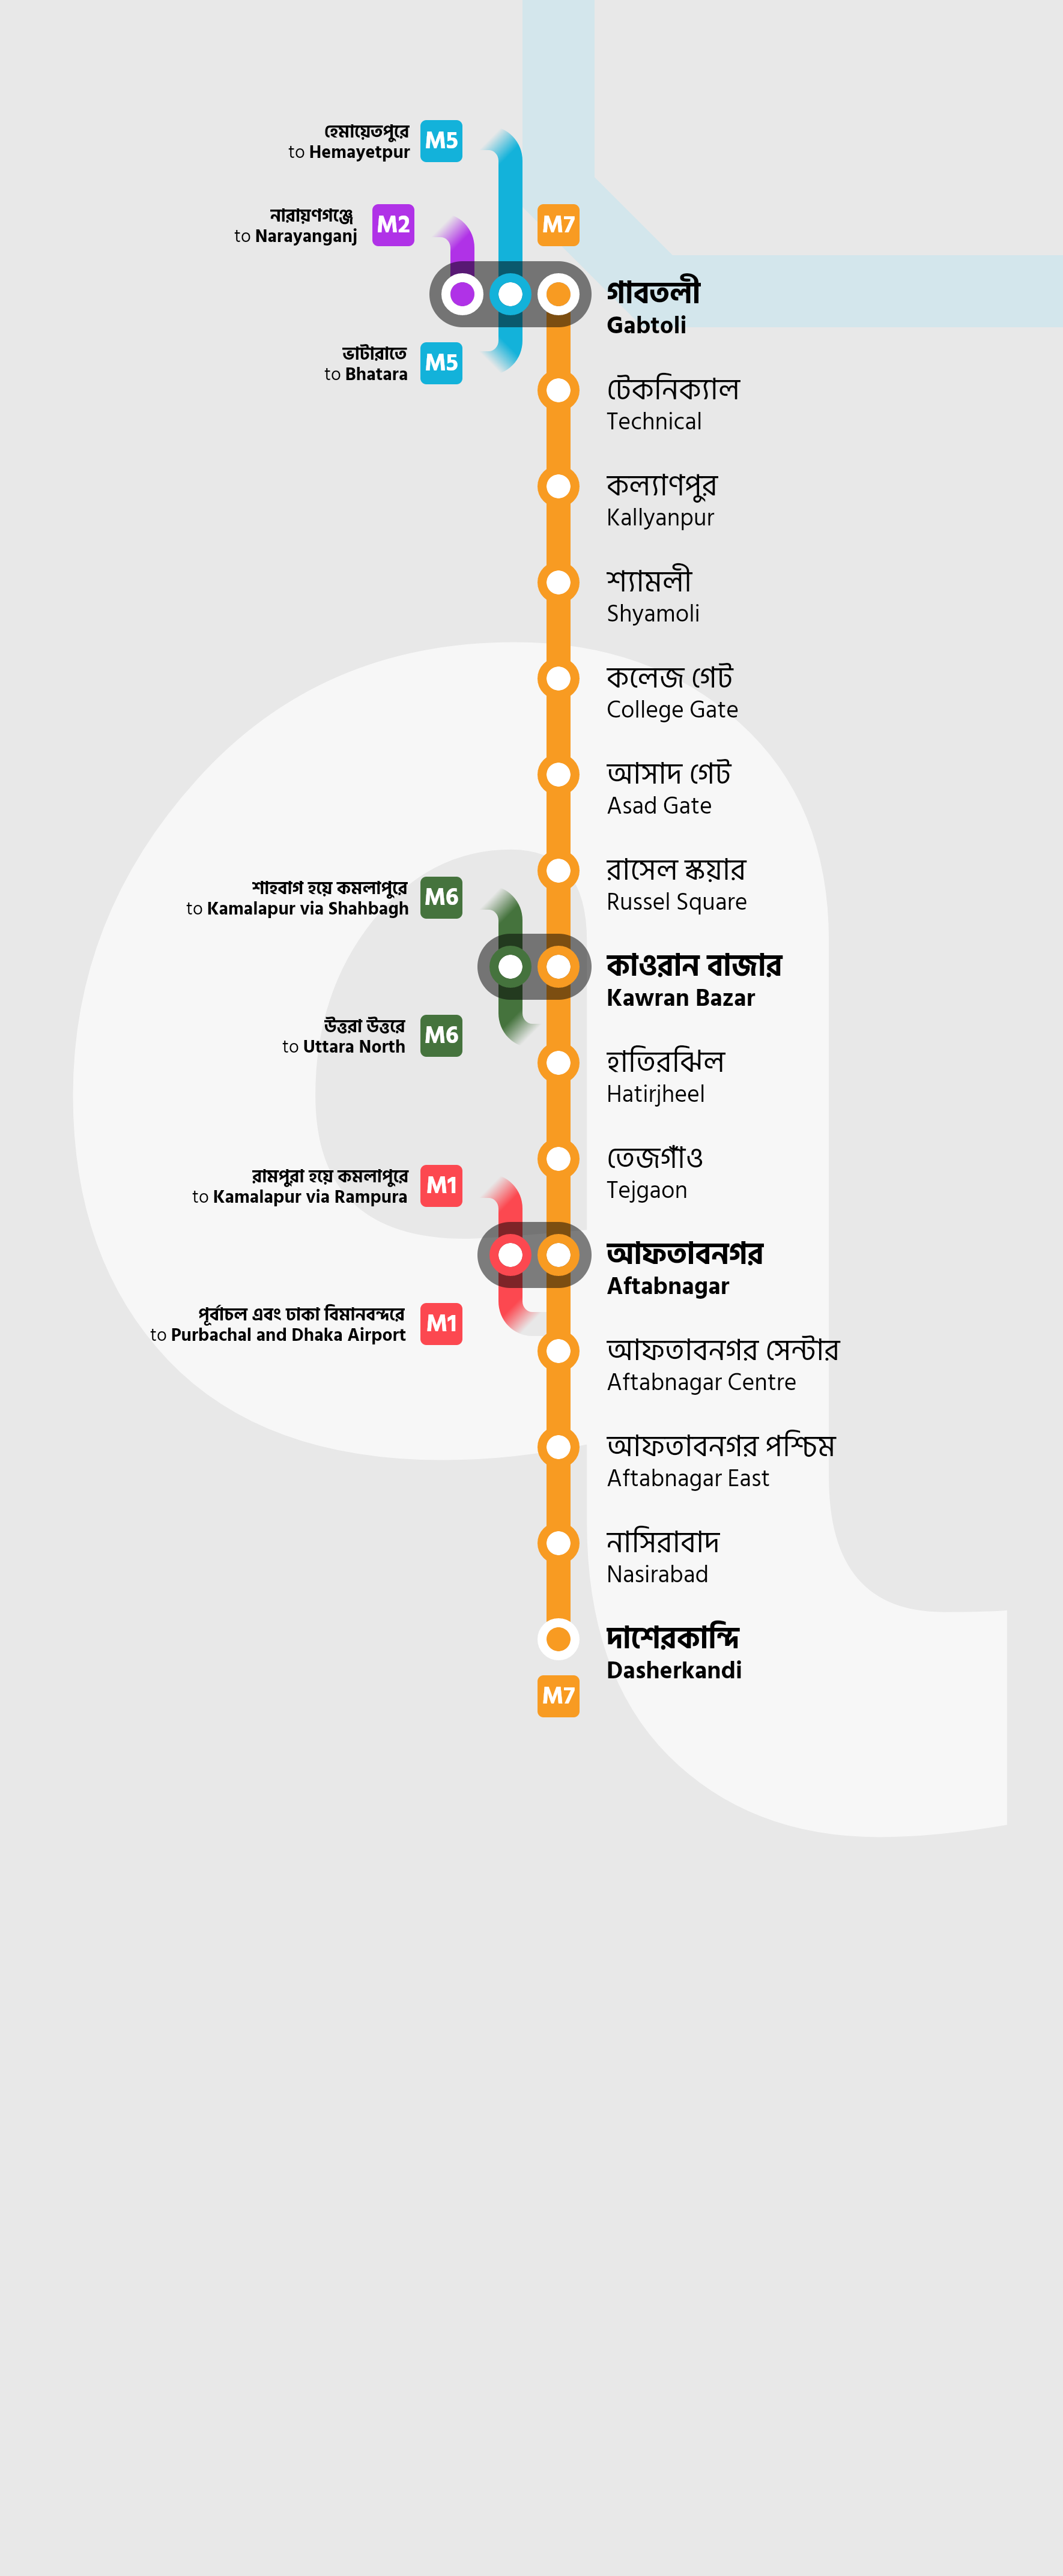 হেমায়েতপুরে
to Hemayetpur
M5
নারায়ণগঞ্জে
to Narayanganj
M2
M7
গাবতলী
Gabtoli
ভাটারাতে
to Bhatara
M5
টেকনিক্যাল
Technical
কল্যাণপুর
Kallyanpur
শ্যামলী
Shyamoli
কলেজ গেট
College Gate
আসাদ গেট
Asad Gate
রাসেল স্কয়ার
Russel Square
শাহবাগ হয়ে কমলাপুরে
to Kamalapur via Shahbagh
M6
কাওরান বাজার
Kawran Bazar
উত্তরা উত্তরে
to Uttara North
M6
হাতিরঝিল
Hatirjheel
তেজগাঁও
Tejgaon
রামপুরা হয়ে কমলাপুরে
to Kamalapur via Rampura
M1
আফতাবনগর
Aftabnagar
পূর্বাচল এবং ঢাকা বিমানবন্দরে
to Purbachal and Dhaka Airport
M1
আফতাবনগর সেন্টার
Aftabnagar Centre
আফতাবনগর পশ্চিম
Aftabnagar East
নাসিরাবাদ
Nasirabad
দাশেরকান্দি
Dasherkandi
M7